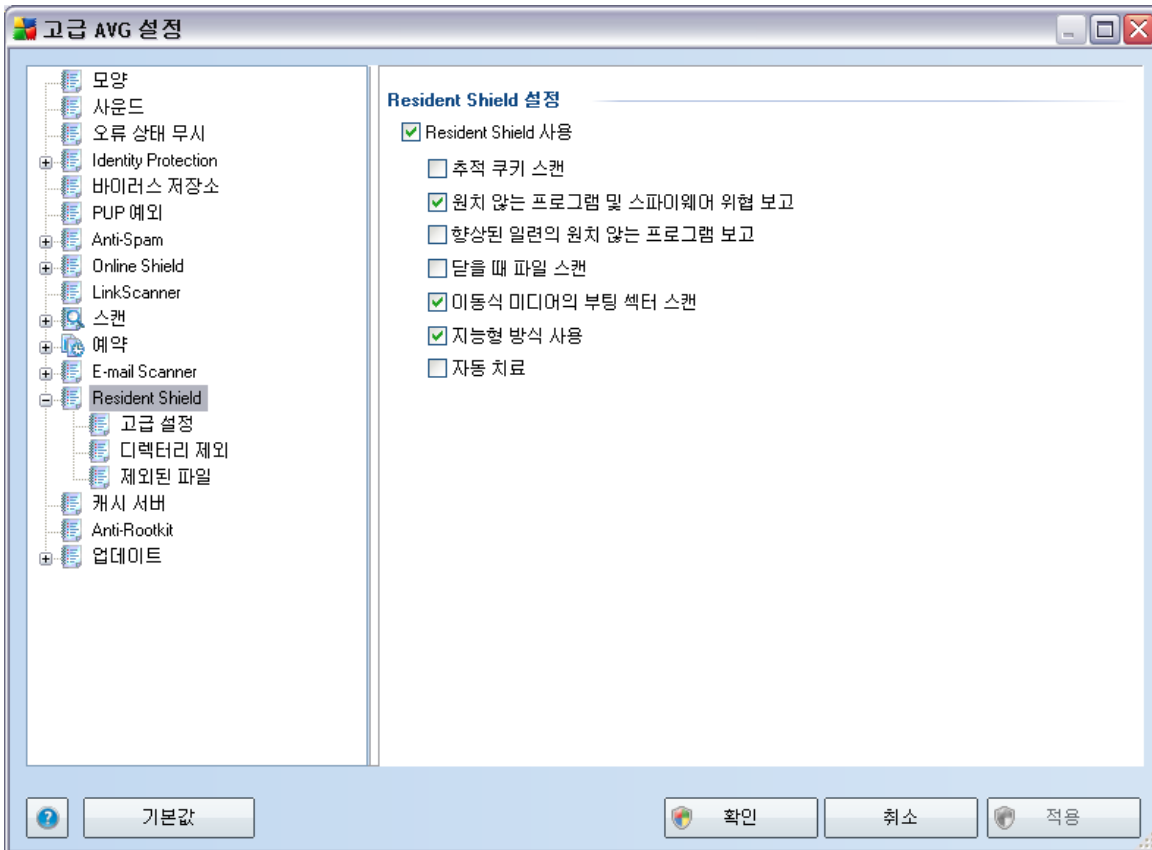 고급 AVG 설정
모양
사운드
오류 상태 무시
Identity Protection
바이러스 저장소
PUP 예외
Anti-Spam
Online Shield
LinkScanner
스캔
예약
E-mail Scanner
Resident Shield
고급 설정
디렉터리 제외
제외된 파일
캐시 서버
Anti-Rootkit
업데이트
Resident Shield 설정
Resident Shield 사용
추적 쿠키 스캔
원치 않는 프로그램 및 스파이웨어 위협 보고
향상된 일련의 원치 않는 프로그램 보고
닫을 때 파일 스캔
이동식 미디어의 부팅 섹터 스캔
지능형 방식 사용
자동 치료
기본값
확인
취소
적용